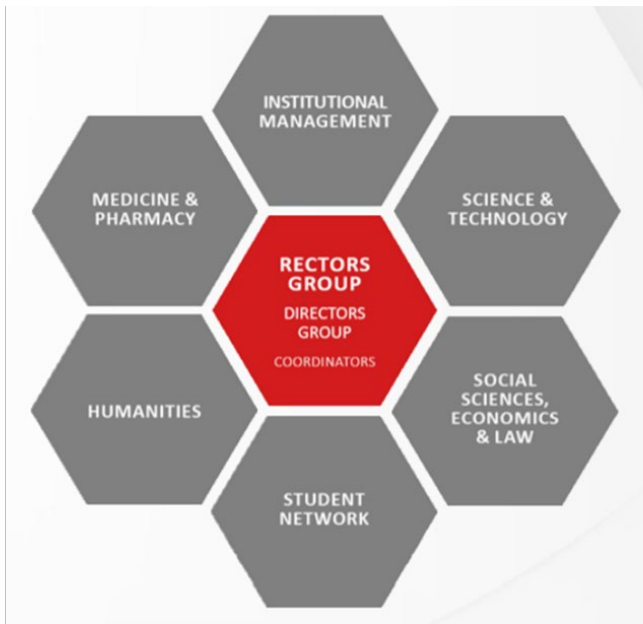 INSTITUTIONAL
MANAGEMENT
MEDICINE &
PHARMACY
SCIENCE &
TECHNOLOGY
RECTORS
GROUP
DIRECTORS
GROUP
COORDINATORS
HUMANITIES
SOCIAL
SCIENCES,
ECONOMICS
& LAW
STUDENT
NETWORK